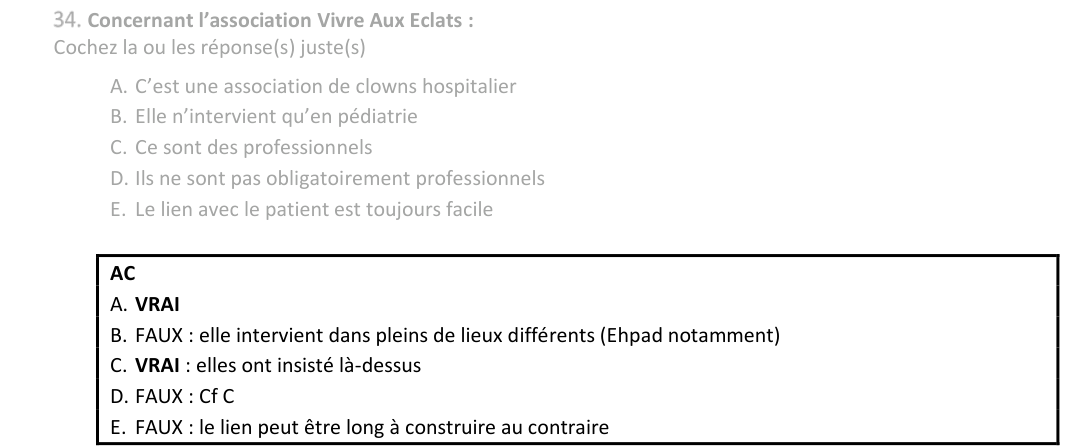 34. Concernant l’association Vivre Aux Eclats :
Cochez la ou les réponse(s) juste(s)
A. C’est une association de clowns hospitalier
B. Elle n’intervient qu’en pédiatrie
C. Ce sont des professionnels
D. Ils ne sont pas obligatoirement professionnels
E. Le lien avec le patient est toujours facile
AC
A. VRAI
B. FAUX : elle intervient dans pleins de lieux différents (Ehpad notamment)
C. VRAI : elles ont insisté là-dessus
D. FAUX : Cf C
E. FAUX : le lien peut être long à construire au contraire